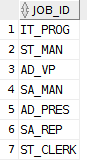 JOB_ID
1 IT_PROG
2 ST_MAN
3 AD_VP
4 SA_MAN
5 AD_PRES
6 SA_REP
7 ST_CLERK